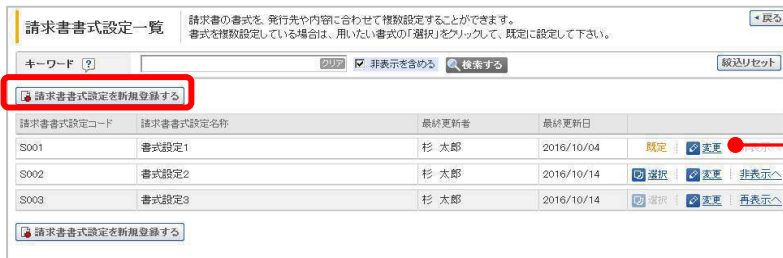 請求書書式設定一覧
請求書の書式を、発行先や内容に合わせて複数設定することができます。
書式を複数設定している場合は、用いたい書式の「選択」をクリックして、既定に設定して下さい。
戻る
キーワード ? クリア 非表示を含める 検索する 絞込リセット
請求書書式設定を新規登録する
請求書書式設定コード 請求書書式設定名称 最終更新者 最終更新日
S001 書式設定1 杉 太郎 2016/10/04 既定 変更 非表示へ
S002 書式設定2 杉 太郎 2016/10/14 選択 変更 非表示へ
S003 書式設定3 杉 太郎 2016/10/14 選択 変更 再表示へ
請求書書式設定を新規登録する